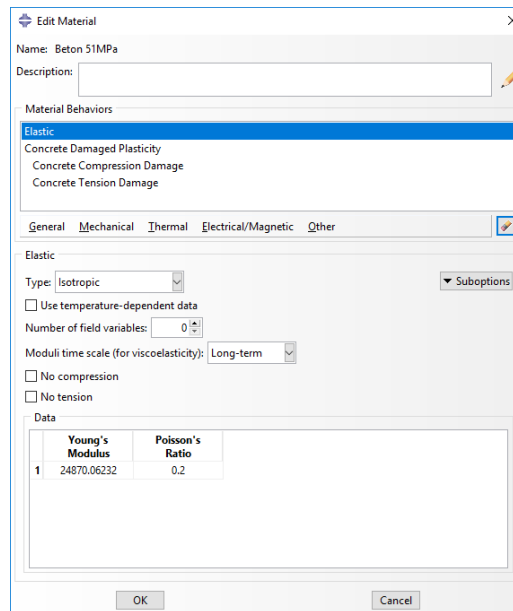 Edit Material
Name: Beton 51MPa
Description:
Material Behaviors
Elastic
Concrete Damaged Plasticity
Concrete Compression Damage
Concrete Tension Damage
General Mechanical Thermal Electrical/Magnetic Other
Elastic
Type: Isotropic
Suboptions
Use temperature-dependent data
Number of field variables: 0
Moduli time scale (for viscoelasticity): Long-term
No compression
No tension
Data
Young's Poisson's
Modulus Ratio
1 24870.06232 0.2
OK Cancel